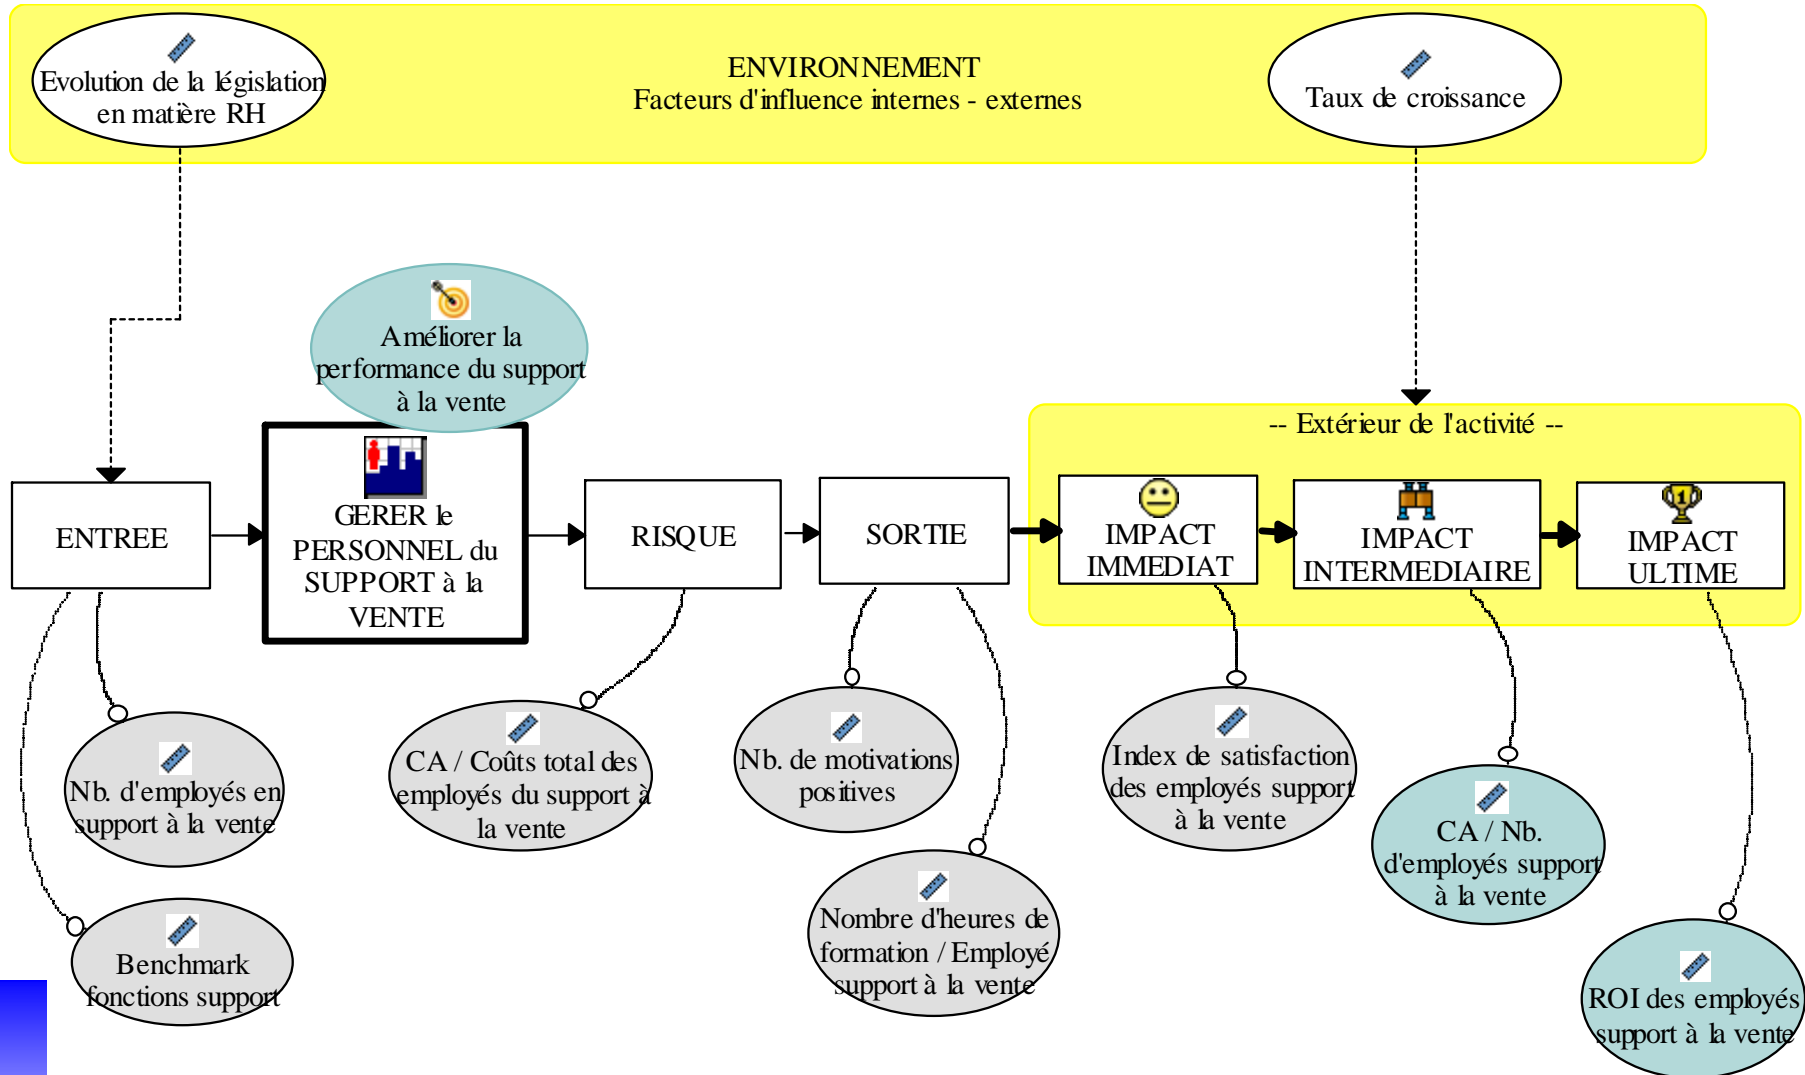 Evolution de la législation
en matière RH
ENVIRONNEMENT
Facteurs d'influence internes - externes
Taux de croissance
Améliorer la
performance du support
à la vente
-- Extérieur de l'activité --
ENTREE
GERER le
PERSONNEL du
SUPPORT à la
VENTE
RISQUE
SORTIE
IMPACT
IMMEDIAT
IMPACT
INTERMEDIAIRE
1
IMPACT
ULTIME
Nb. d'employés en
support à la vente
CA / Coûts total des
employés du support à
la vente
Nb. de motivations
positives
Index de satisfaction
des employés support
à la vente
CA / Nb.
d'employés support
à la vente
Benchmark
fonctions support
Nombre d'heures de
formation / Employé
support à la vente
ROI des employés
support à la vente